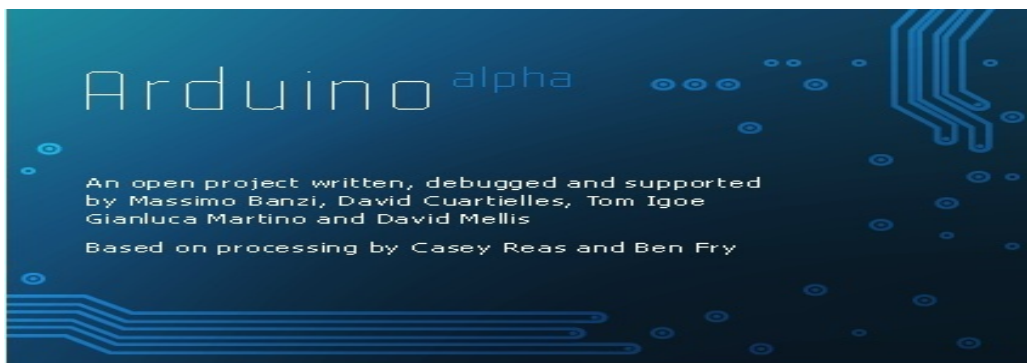 Arduino alpha
An open project written, debugged and supported
by Massimo Banzi, David Cuartielles, Tom Igoe
Gianluca Martino and David Mellis
Based on processing by Casey Reas and Ben Fry